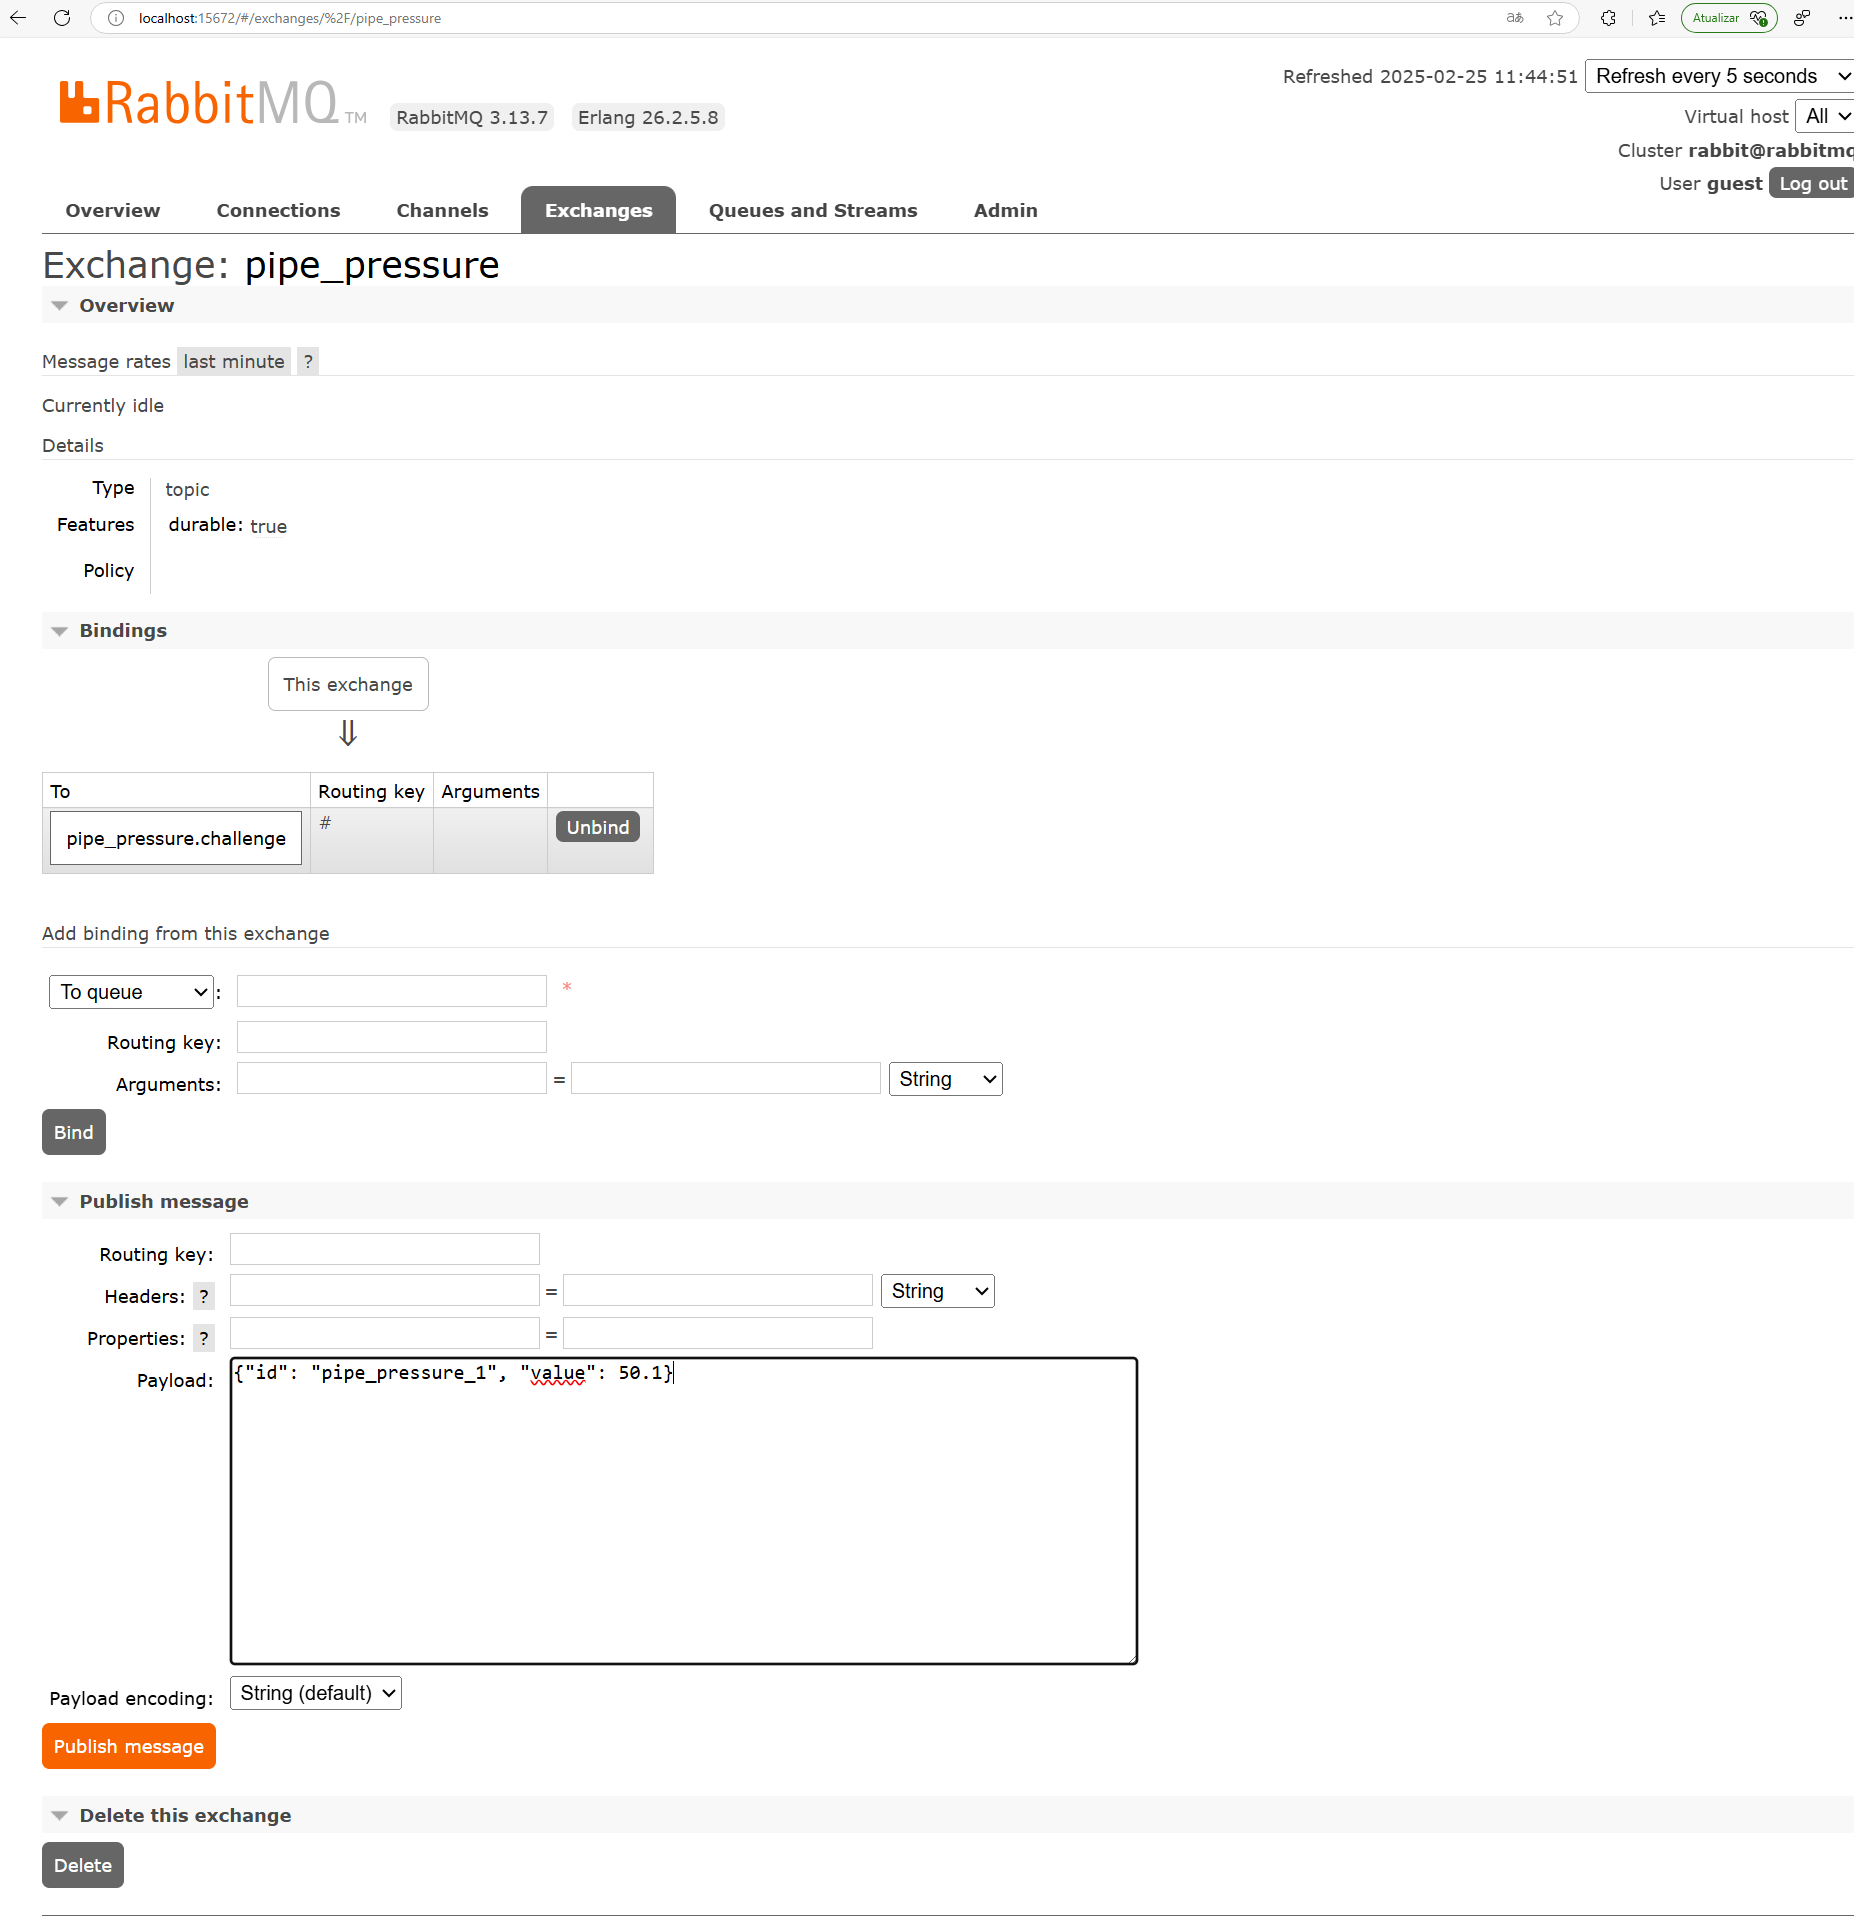 localhost:15672/#/exchanges/%2F/pipe_pressure
Atualizar
RabbitMQ TM RabbitMQ 3.13.7 Erlang 26.2.5.8
Refreshed 2025-02-25 11:44:51 Refresh every 5 seconds
Virtual host All
Cluster rabbit@rabbitmq
User guest Log out
Overview Connections Channels Exchanges Queues and Streams Admin
Exchange: pipe_pressure
Overview
Message rates last minute ?
Currently idle
Details
Type topic
Features durable: true
Policy
Bindings
This exchange
⇓
To Routing key Arguments
pipe_pressure.challenge # Unbind
Add binding from this exchange
To queue : *
Routing key:
Arguments: = String
Bind
Publish message
Routing key:
Headers: ? = String
Properties: ? =
Payload: {"id": "pipe_pressure_1", "value": 50.1}
Payload encoding: String (default)
Publish message
Delete this exchange
Delete